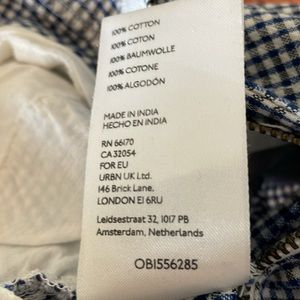 100% COTTON
100% COTON
100% BAUMWOLLE
100% COTONE
100% ALGODÓN
MADE IN INDIA
HECHO EN INDIA
RN 66170
CA 32054
FOR EU
URBN UK Ltd.
146 Brick Lane,
LONDON E1 6RU
Leidsestraat 32, 1017 PB
Amsterdam, Netherlands
OB1556285